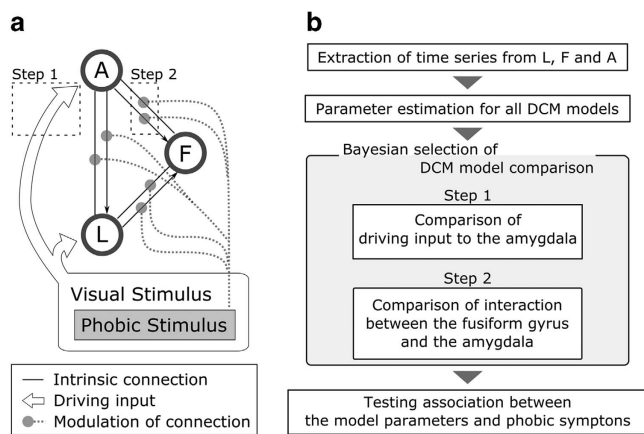 a
Step 1
A
Step 2
F
L
Visual Stimulus
Phobic Stimulus
Intrinsic connection
Driving input
Modulation of connection
b
Extraction of time series from L, F and A
Parameter estimation for all DCM models
Bayesian selection of
DCM model comparison
Step 1
Comparison of
driving input to the amygdala
Step 2
Comparison of interaction
between the fusiform gyrus
and the amygdala
Testing association between
the model parameters and phobic symptons